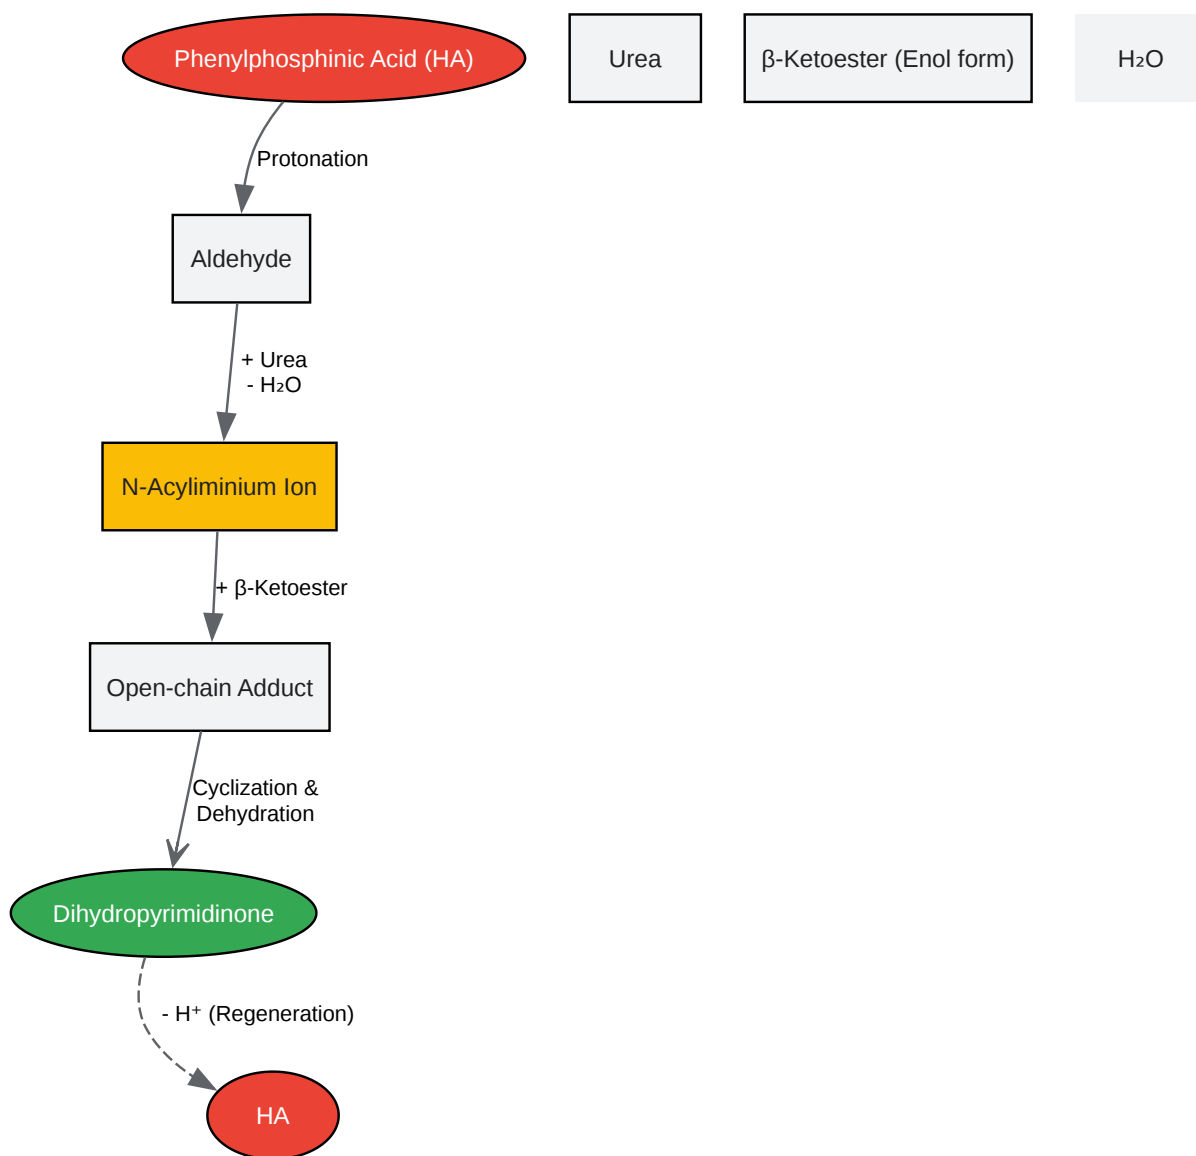 Phenylphosphinic Acid (HA)
Urea
β-Ketoester (Enol form)
H₂O
Protonation
Aldehyde
+ Urea
- H₂O
N-Acyliminium Ion
+ β-Ketoester
Open-chain Adduct
Cyclization &
Dehydration
Dihydropyrimidinone
- H⁺ (Regeneration)
HA